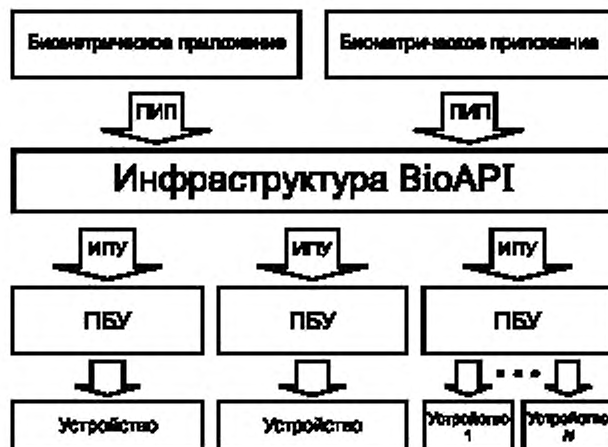 Биометрическое приложение Биометрическое приложение
ПИП ПИП
Инфраструктура BioAPI
ИПУ ИПУ ИПУ
ПБУ ПБУ ПБУ
...
Устройство Устройство Устройство Устройство
1 N